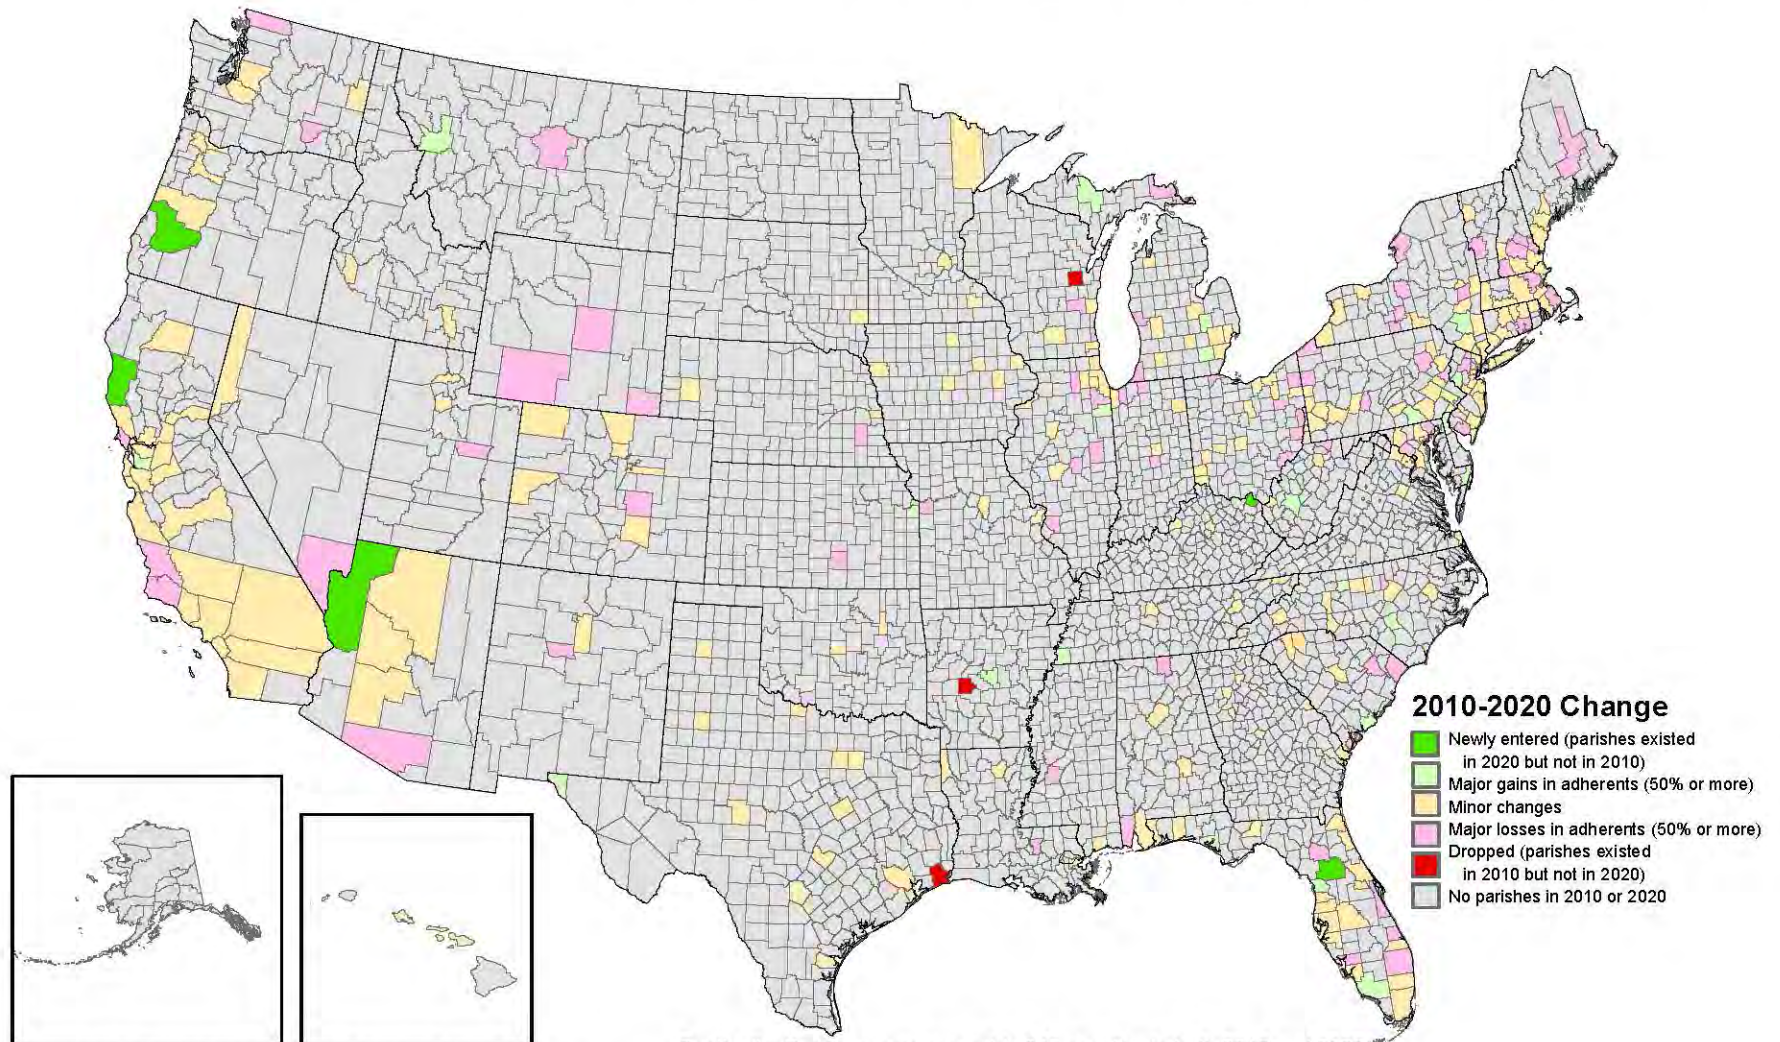 2010-2020 Change
Newly entered (parishes existed
in 2020 but not in 2010)
Major gains in adherents (50% or more)
Minor changes
Major losses in adherents (50% or more)
Dropped (parishes existed
in 2010 but not in 2020)
No parishes in 2010 or 2020